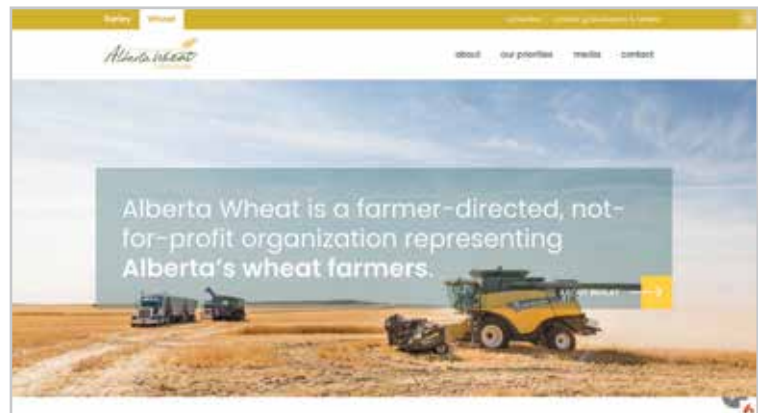 Barley Wheat
Alberta Wheat
about our priorities media contact
Alberta Wheat is a farmer-directed, not-
for-profit organization representing
Alberta's wheat farmers.